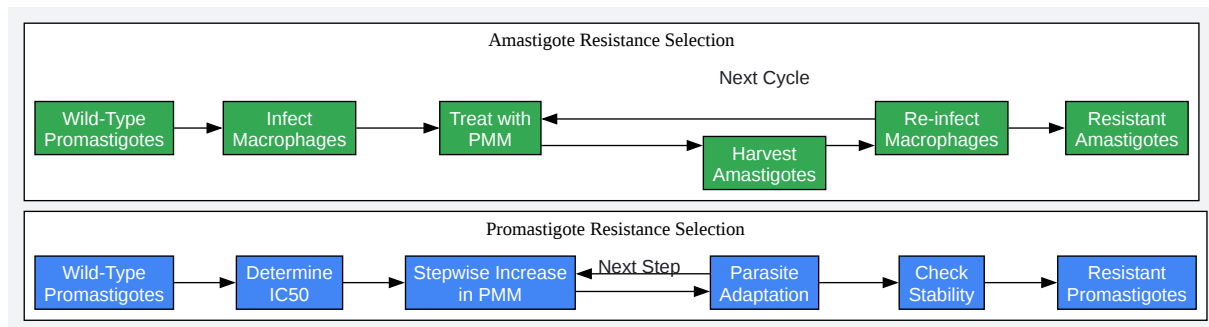 Amastigote Resistance Selection
Next Cycle
Wild-Type
Promastigotes
Infect
Macrophages
Treat with
PMM
Harvest
Amastigotes
Re-infect
Macrophages
Resistant
Amastigotes
Promastigote Resistance Selection
Wild-Type
Promastigotes
Determine
IC50
Stepwise Increase
in PMM
Next Step
Parasite
Adaptation
Check
Stability
Resistant
Promastigotes